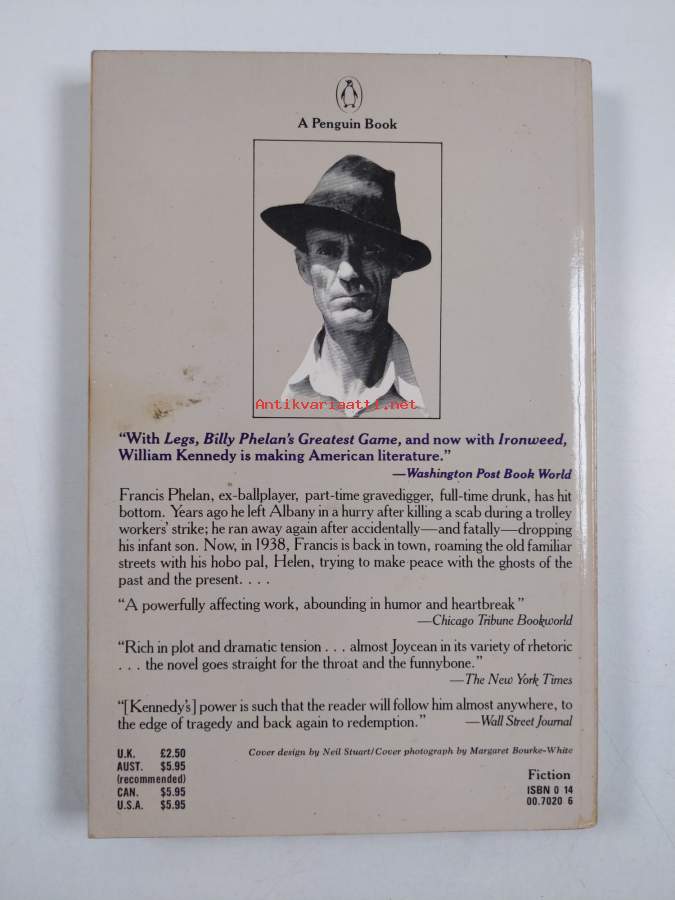 A Penguin Book
Antikvariaatti.net
“With Legs, Billy Phelan’s Greatest Game, and now with Ironweed,
William Kennedy is making American literature.”
—Washington Post Book World
Francis Phelan, ex-ballplayer, part-time gravedigger, full-time drunk, has hit
bottom. Years ago he left Albany in a hurry after killing a scab during a trolley
workers’ strike; he ran away again after accidentally—and fatally—dropping
his infant son. Now, in 1938, Francis is back in town, roaming the old familiar
streets with his hobo pal, Helen, trying to make peace with the ghosts of the
past and the present. . . .
“A powerfully affecting work, abounding in humor and heartbreak”
—Chicago Tribune Bookworld
“Rich in plot and dramatic tension . . . almost Joycean in its variety of rhetoric
. . . the novel goes straight for the throat and the funnybone.”
—The New York Times
“[Kennedy’s] power is such that the reader will follow him almost anywhere, to
the edge of tragedy and back again to redemption.” —Wall Street Journal
U.K. £2.50
AUST. $5.95
(recommended)
CAN. $5.95
U.S.A. $5.95
Cover design by Neil Stuart/Cover photograph by Margaret Bourke-White
Fiction
ISBN 0 14
00.7020 6